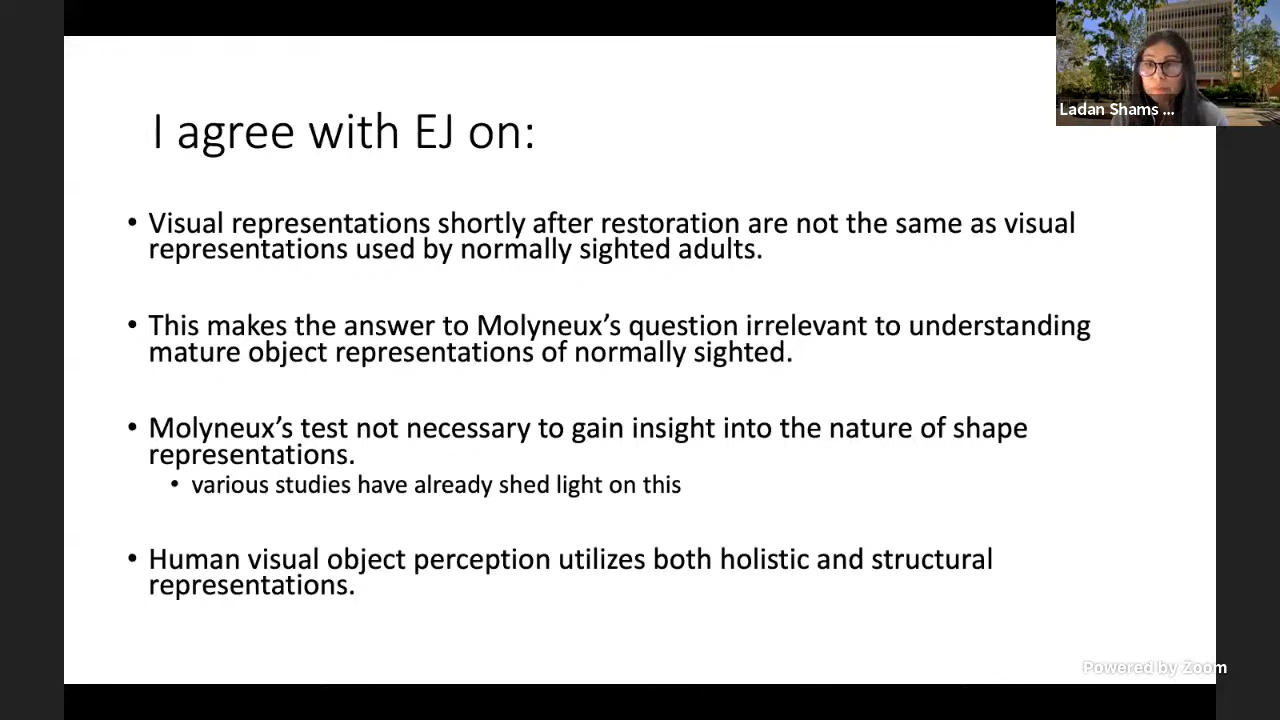 Ladan Shams ...
I agree with EJ on:
• Visual representations shortly after restoration are not the same as visual
representations used by normally sighted adults.
• This makes the answer to Molyneux’s question irrelevant to understanding
mature object representations of normally sighted.
• Molyneux’s test not necessary to gain insight into the nature of shape
representations.
• various studies have already shed light on this
• Human visual object perception utilizes both holistic and structural
representations.
Powered by Zoom